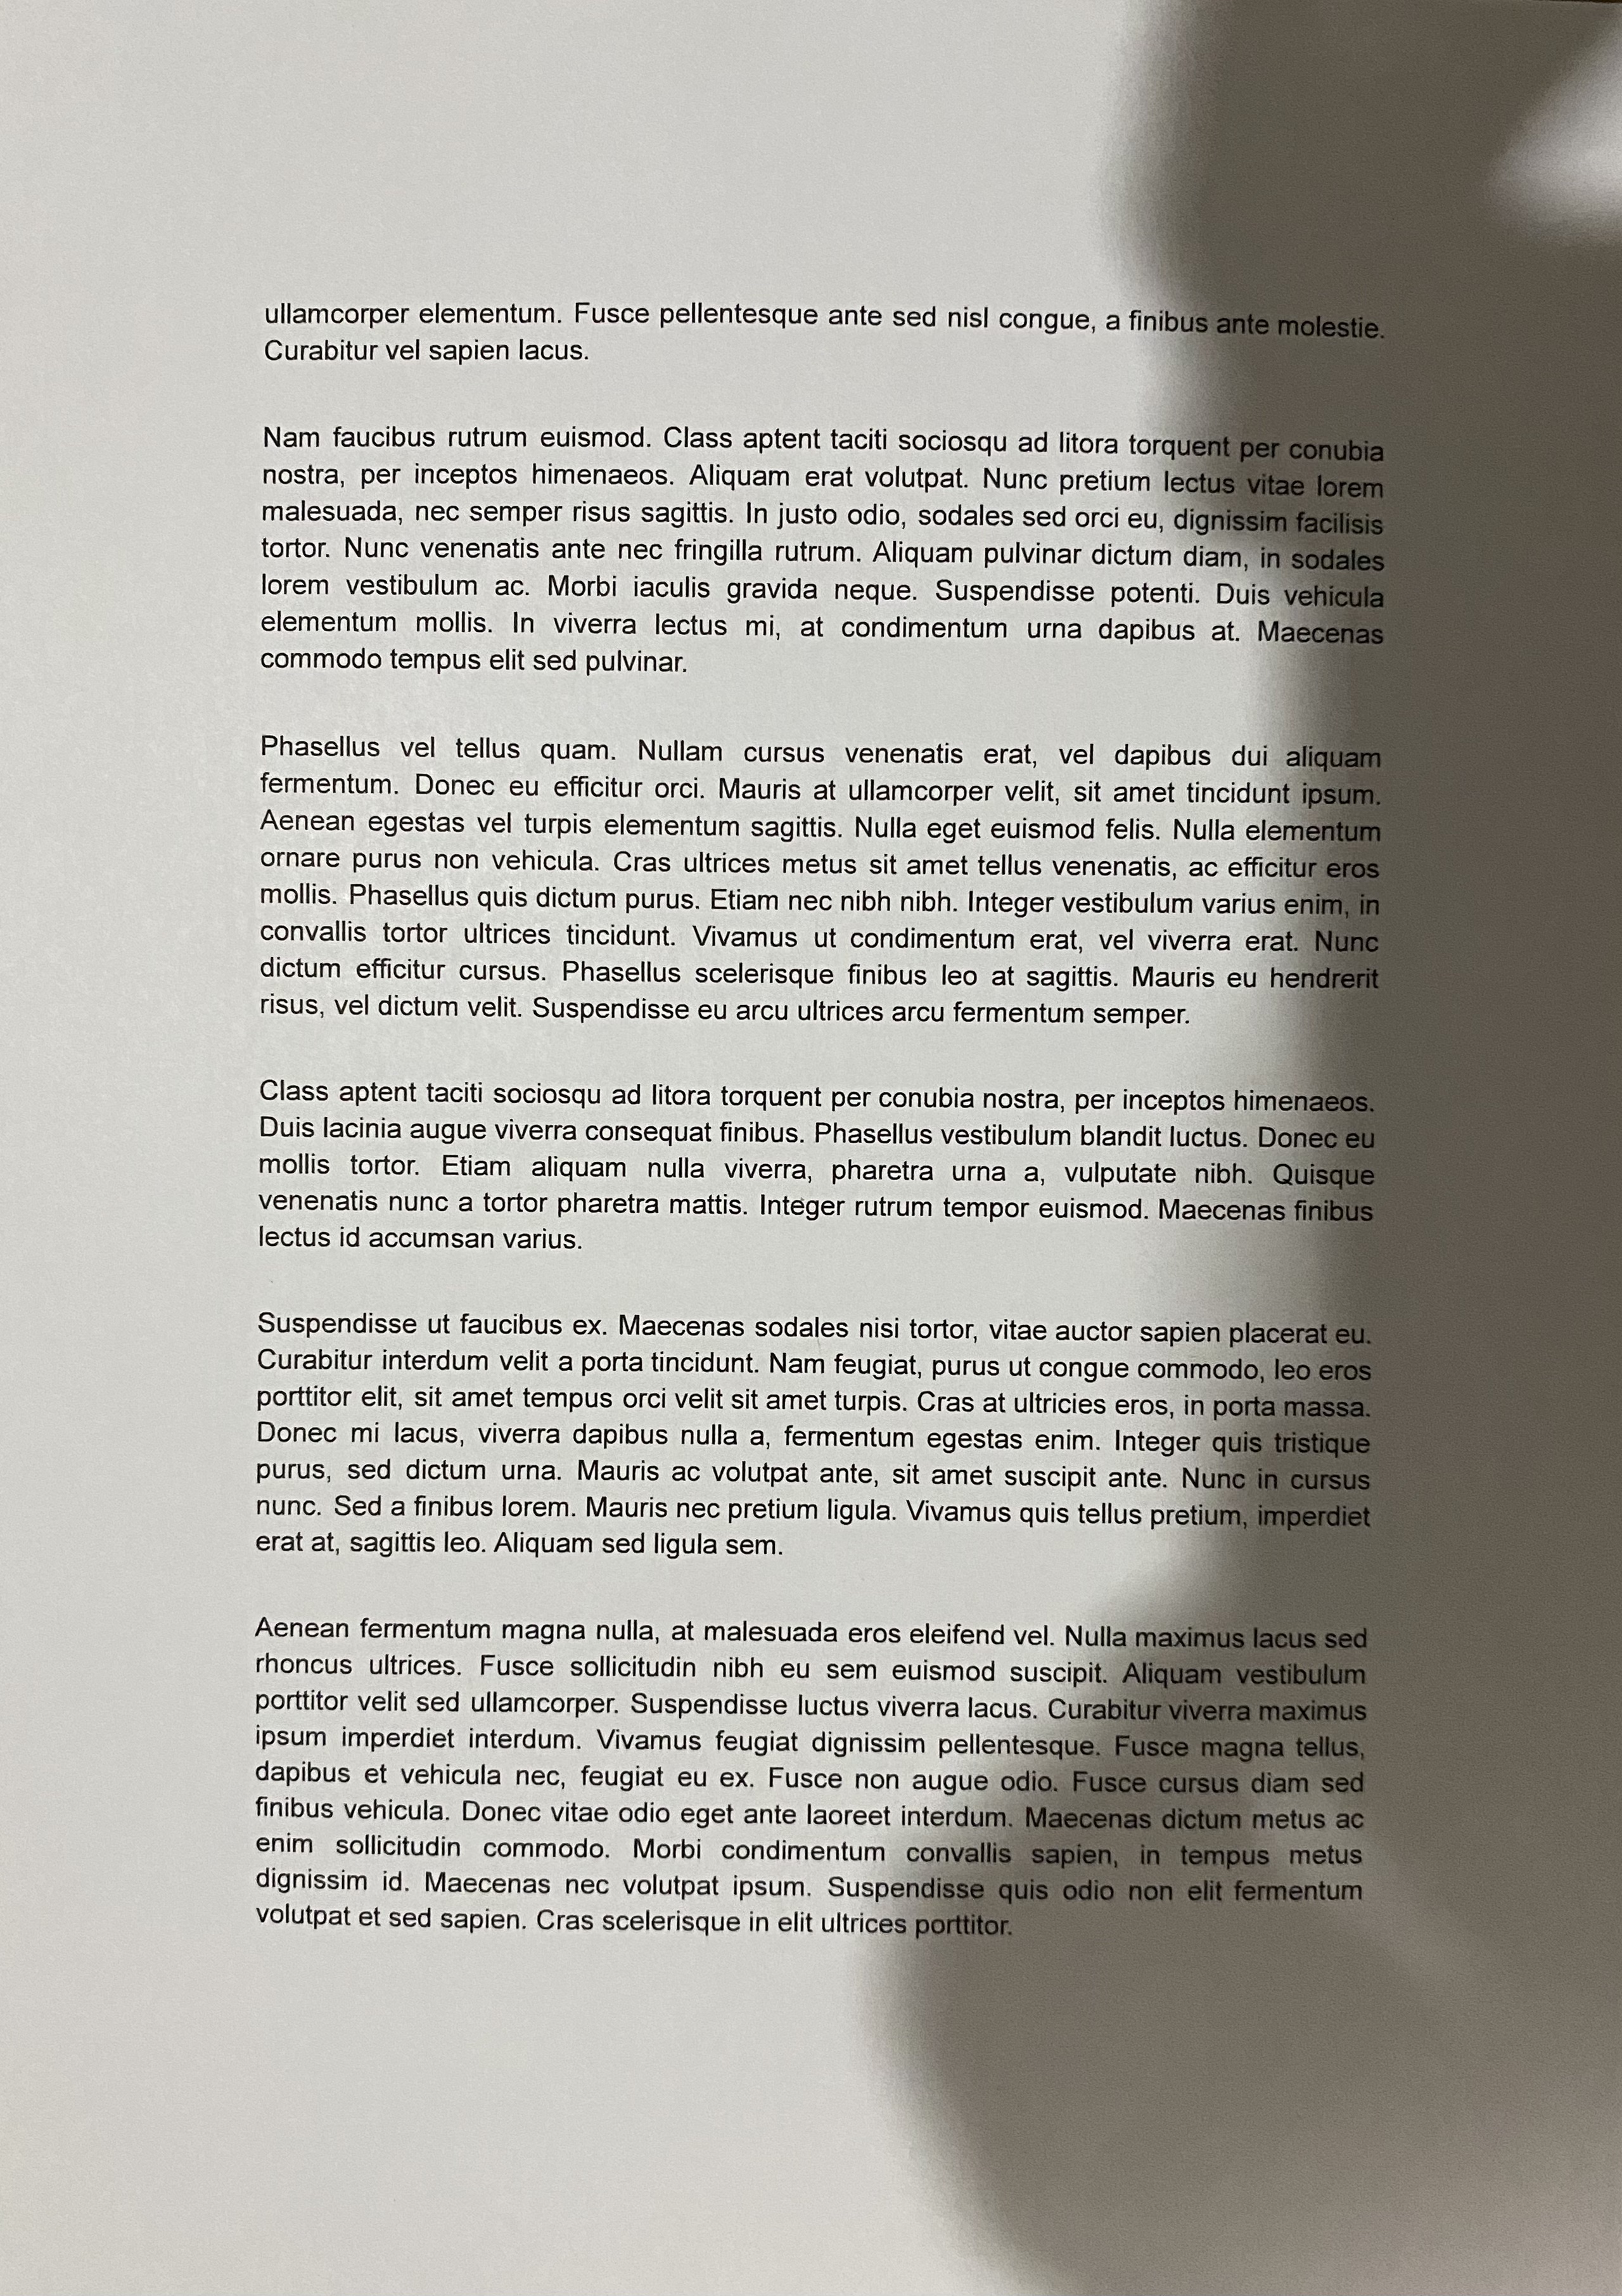 ullamcorper elementum. Fusce pellentesque ante sed nisl congue, a finibus ante molestie.
Curabitur vel sapien lacus.
Nam faucibus rutrum euismod. Class aptent taciti sociosqu ad litora torquent per conubia
nostra, per inceptos himenaeos. Aliquam erat volutpat. Nunc pretium lectus vitae lorem
malesuada, nec semper risus sagittis. In justo odio, sodales sed orci eu, dignissim facilisis
tortor. Nunc venenatis ante nec fringilla rutrum. Aliquam pulvinar dictum diam, in sodales
lorem vestibulum ac. Morbi iaculis gravida neque. Suspendisse potenti. Duis vehicula
elementum mollis. In viverra lectus mi, at condimentum urna dapibus at. Maecenas
commodo tempus elit sed pulvinar.
Phasellus vel tellus quam. Nullam cursus venenatis erat, vel dapibus dui aliquam
fermentum. Donec eu efficitur orci. Mauris at ullamcorper velit, sit amet tincidunt ipsum.
Aenean egestas vel turpis elementum sagittis. Nulla eget euismod felis. Nulla elementum
ornare purus non vehicula. Cras ultrices metus sit amet tellus venenatis, ac efficitur eros
mollis. Phasellus quis dictum purus. Etiam nec nibh nibh. Integer vestibulum varius enim, in
convallis tortor ultrices tincidunt. Vivamus ut condimentum erat, vel viverra erat. Nunc
dictum efficitur cursus. Phasellus scelerisque finibus leo at sagittis. Mauris eu hendrerit
risus, vel dictum velit. Suspendisse eu arcu ultrices arcu fermentum semper.
Class aptent taciti sociosqu ad litora torquent per conubia nostra, per inceptos himenaeos.
Duis lacinia augue viverra consequat finibus. Phasellus vestibulum blandit luctus. Donec eu
mollis tortor. Etiam aliquam nulla viverra, pharetra urna a, vulputate nibh. Quisque
venenatis nunc a tortor pharetra mattis. Integer rutrum tempor euismod. Maecenas finibus
lectus id accumsan varius.
Suspendisse ut faucibus ex. Maecenas sodales nisi tortor, vitae auctor sapien placerat eu.
Curabitur interdum velit a porta tincidunt. Nam feugiat, purus ut congue commodo, leo eros
porttitor elit, sit amet tempus orci velit sit amet turpis. Cras at ultricies eros, in porta massa.
Donec mi lacus, viverra dapibus nulla a, fermentum egestas enim. Integer quis tristique
purus, sed dictum urna. Mauris ac volutpat ante, sit amet suscipit ante. Nunc in cursus
nunc. Sed a finibus lorem. Mauris nec pretium ligula. Vivamus quis tellus pretium, imperdiet
erat at, sagittis leo. Aliquam sed ligula sem.
Aenean fermentum magna nulla, at malesuada eros eleifend vel. Nulla maximus lacus sed
rhoncus ultrices. Fusce sollicitudin nibh eu sem euismod suscipit. Aliquam vestibulum
porttitor velit sed ullamcorper. Suspendisse luctus viverra lacus. Curabitur viverra maximus
ipsum imperdiet interdum. Vivamus feugiat dignissim pellentesque. Fusce magna tellus,
dapibus et vehicula nec, feugiat eu ex. Fusce non augue odio. Fusce cursus diam sed
finibus vehicula. Donec vitae odio eget ante laoreet interdum. Maecenas dictum metus ac
enim sollicitudin commodo. Morbi condimentum convallis sapien, in tempus metus
dignissim id. Maecenas nec volutpat ipsum. Suspendisse quis odio non elit fermentum
volutpat et sed sapien. Cras scelerisque in elit ultrices porttitor.